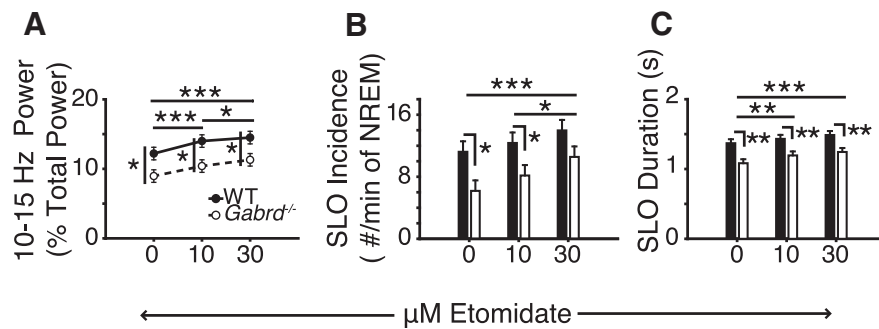 A
10-15 Hz Power
(% Total Power)
20
10
0
***
***
*
*
*
*
WT
Gabrd-/-
0 10 30
B
SLO Incidence
( #/min of NREM)
16
8
0
***
*
*
*
0 10 30
C
SLO Duration (s)
2
1
0
***
**
**
**
**
0 10 30
μM Etomidate